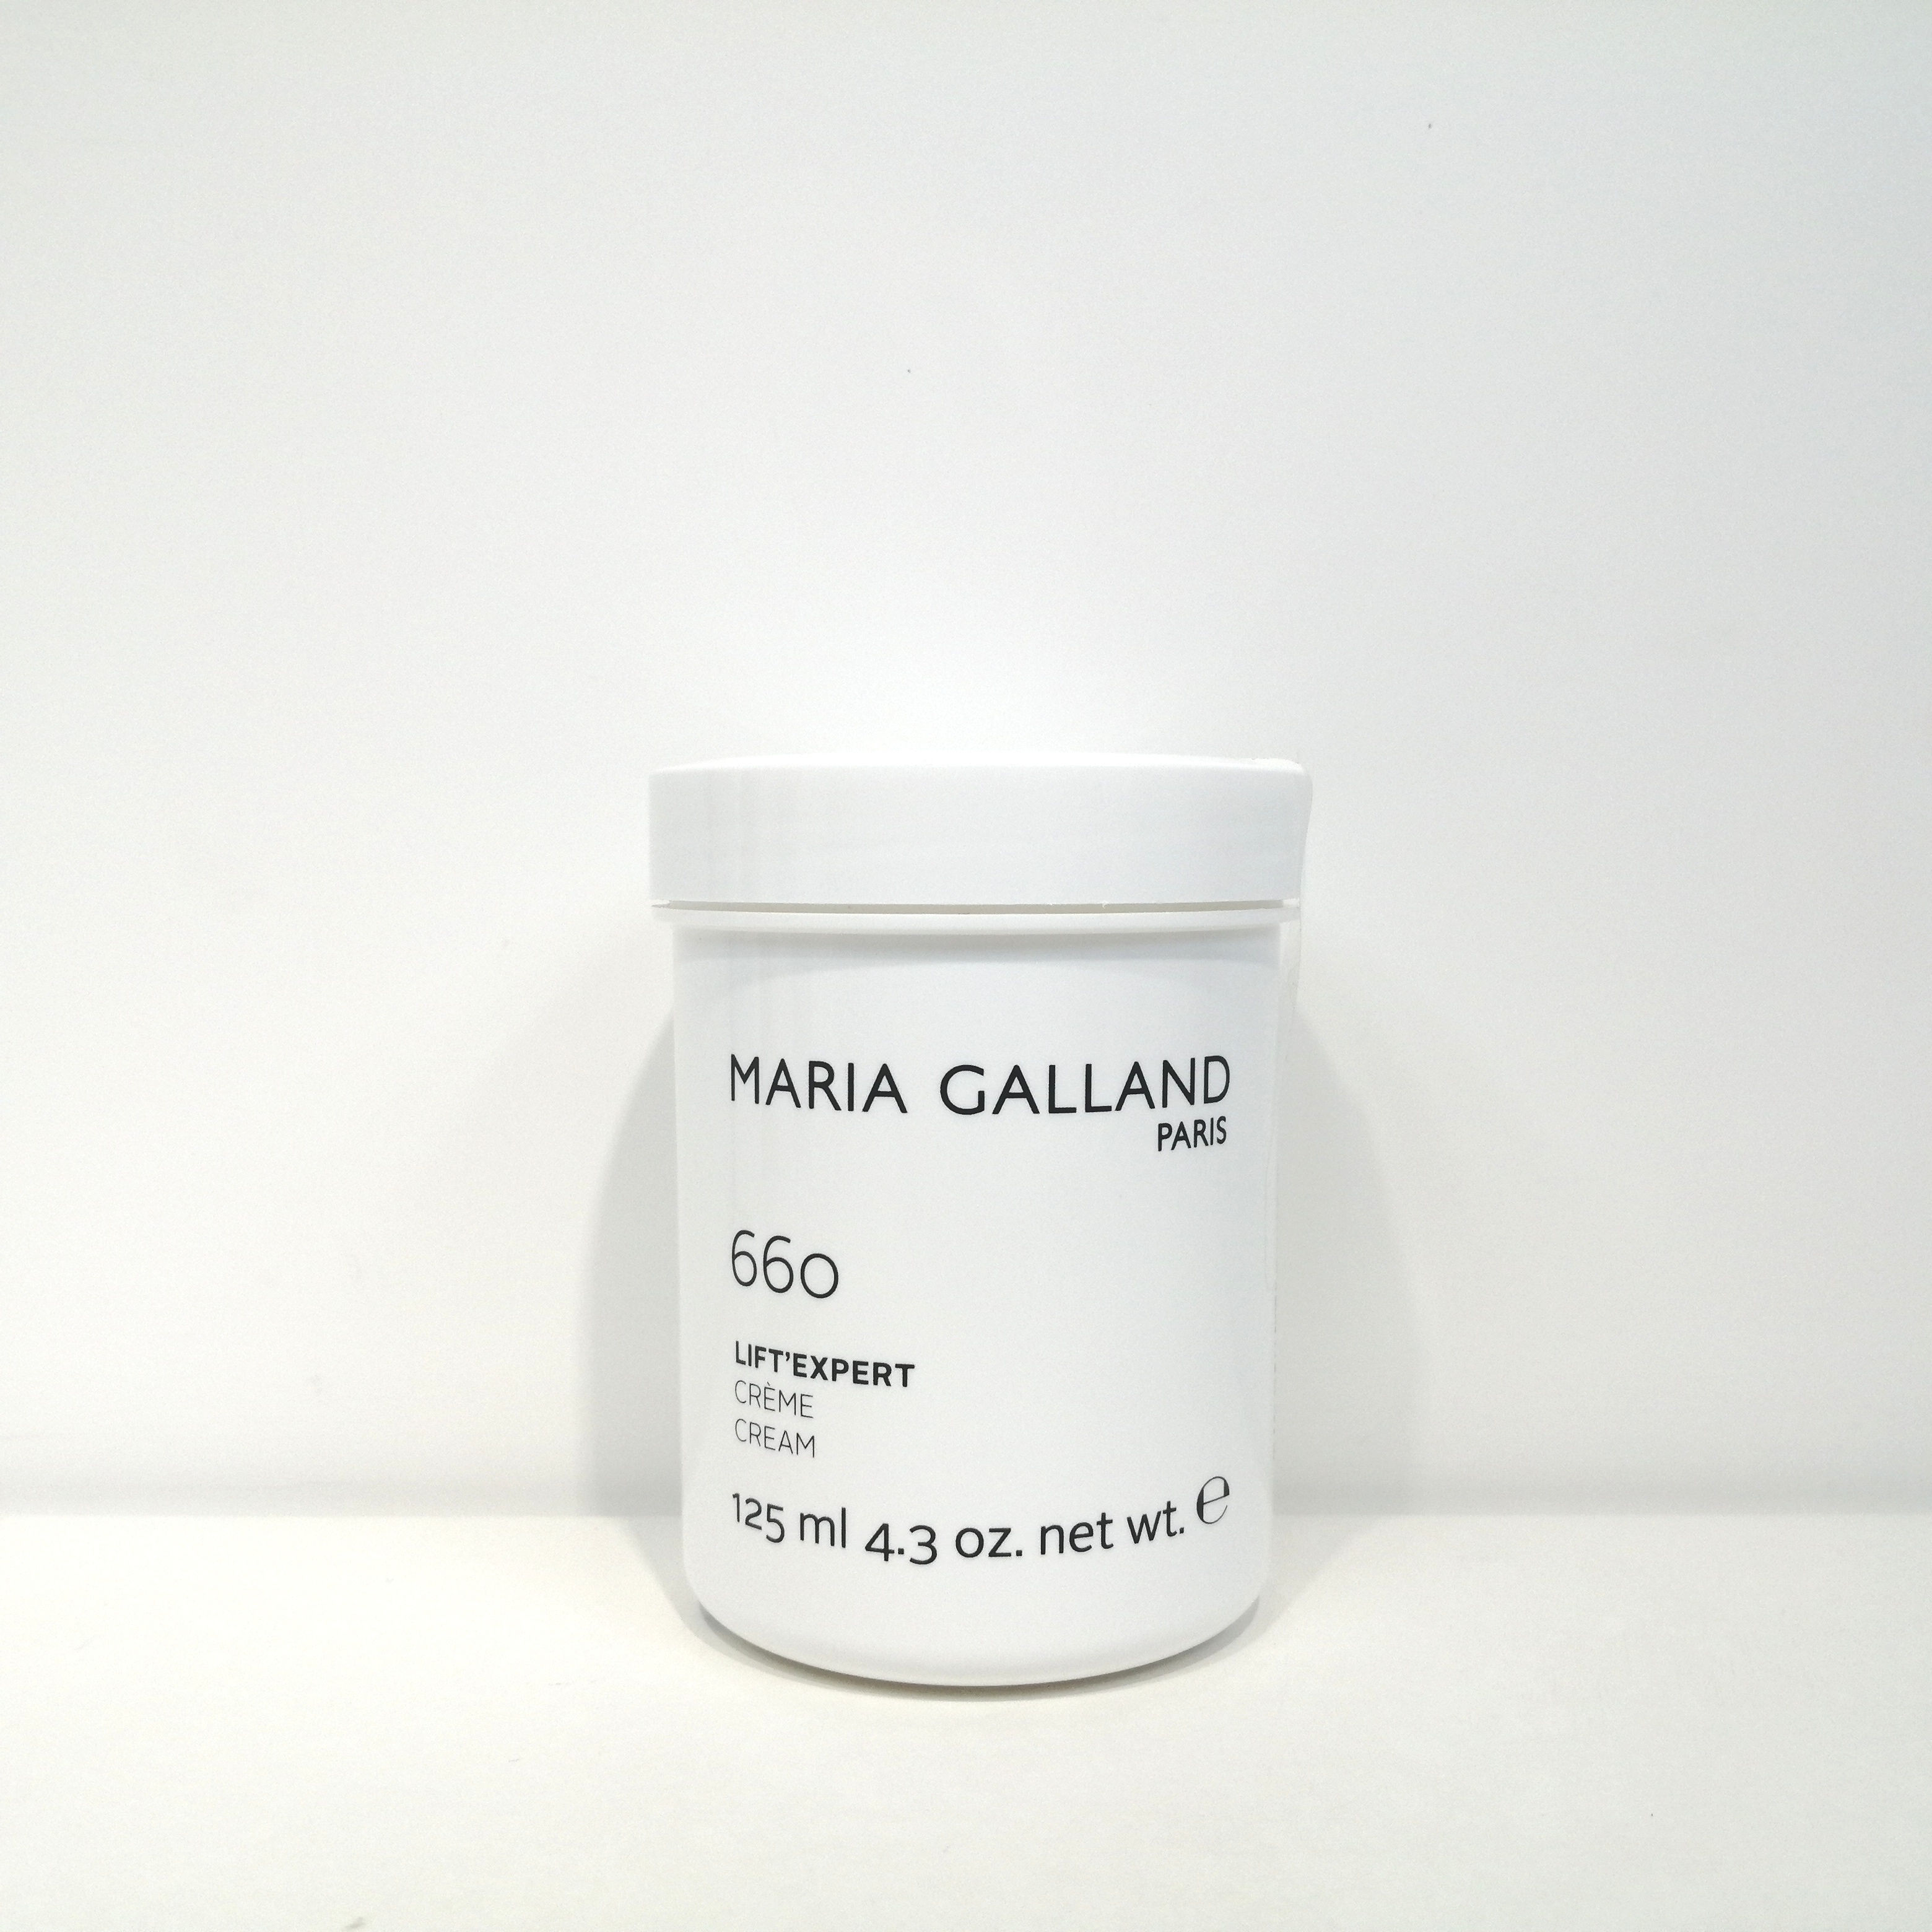 MARIA GALLAND
PARIS
660
LIFT'EXPERT
CRÈME
CREAM
125 ml 4.3 oz. net wt. ℮